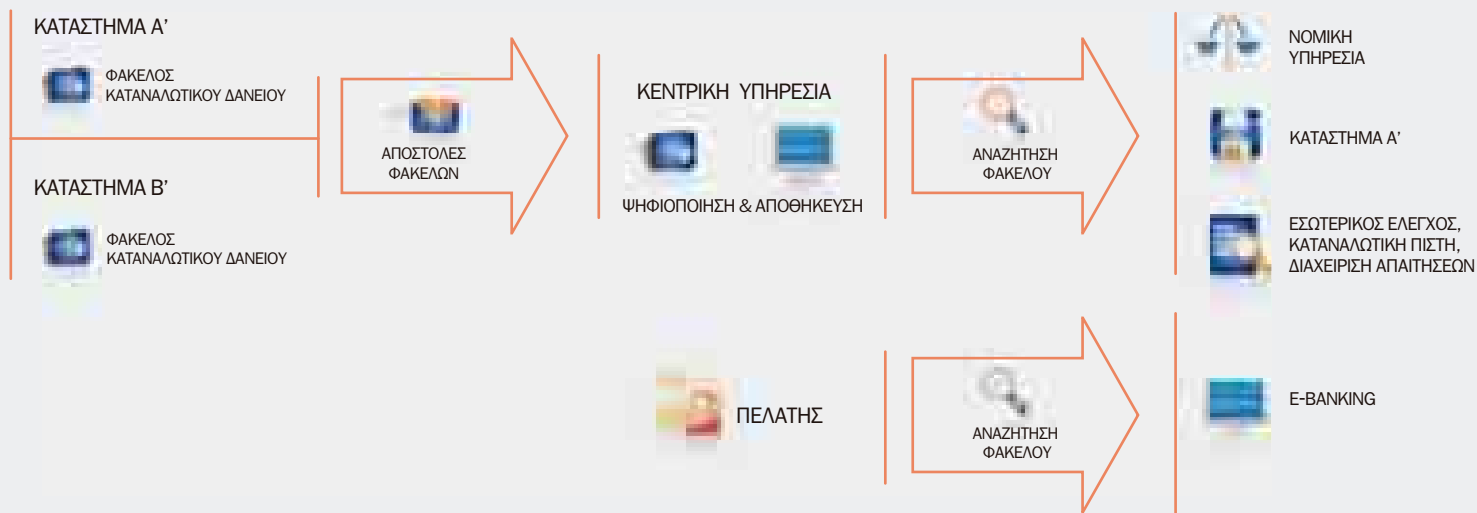 ΚΑΤΑΣΤΗΜΑ Α'
ΦΑΚΕΛΟΣ
ΚΑΤΑΝΑΛΩΤΙΚΟΥ ΔΑΝΕΙΟΥ
ΚΑΤΑΣΤΗΜΑ Β'
ΦΑΚΕΛΟΣ
ΚΑΤΑΝΑΛΩΤΙΚΟΥ ΔΑΝΕΙΟΥ
ΑΠΟΣΤΟΛΕΣ
ΦΑΚΕΛΩΝ
ΚΕΝΤΡΙΚΗ ΥΠΗΡΕΣΙΑ
ΨΗΦΙΟΠΟΙΗΣΗ & ΑΠΟΘΗΚΕΥΣΗ
ΑΝΑΖΗΤΗΣΗ
ΦΑΚΕΛΟΥ
ΝΟΜΙΚΗ
ΥΠΗΡΕΣΙΑ
ΚΑΤΑΣΤΗΜΑ Α'
ΕΣΩΤΕΡΙΚΟΣ ΕΛΕΓΧΟΣ,
ΚΑΤΑΝΑΛΩΤΙΚΗ ΠΙΣΤΗ,
ΔΙΑΧΕΙΡΙΣΗ ΑΠΑΙΤΗΣΕΩΝ
ΠΕΛΑΤΗΣ
ΑΝΑΖΗΤΗΣΗ
ΦΑΚΕΛΟΥ
E-BANKING